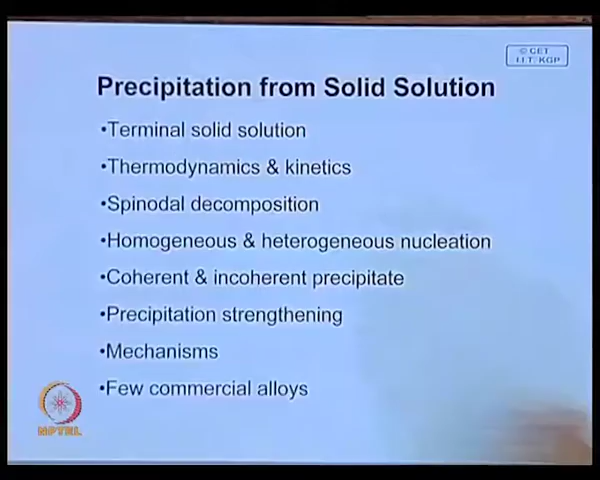 © CET
I.I.T. KGP
Precipitation from Solid Solution
•Terminal solid solution
•Thermodynamics & kinetics
•Spinodal decomposition
•Homogeneous & heterogeneous nucleation
•Coherent & incoherent precipitate
•Precipitation strengthening
•Mechanisms
•Few commercial alloys
NPTEL